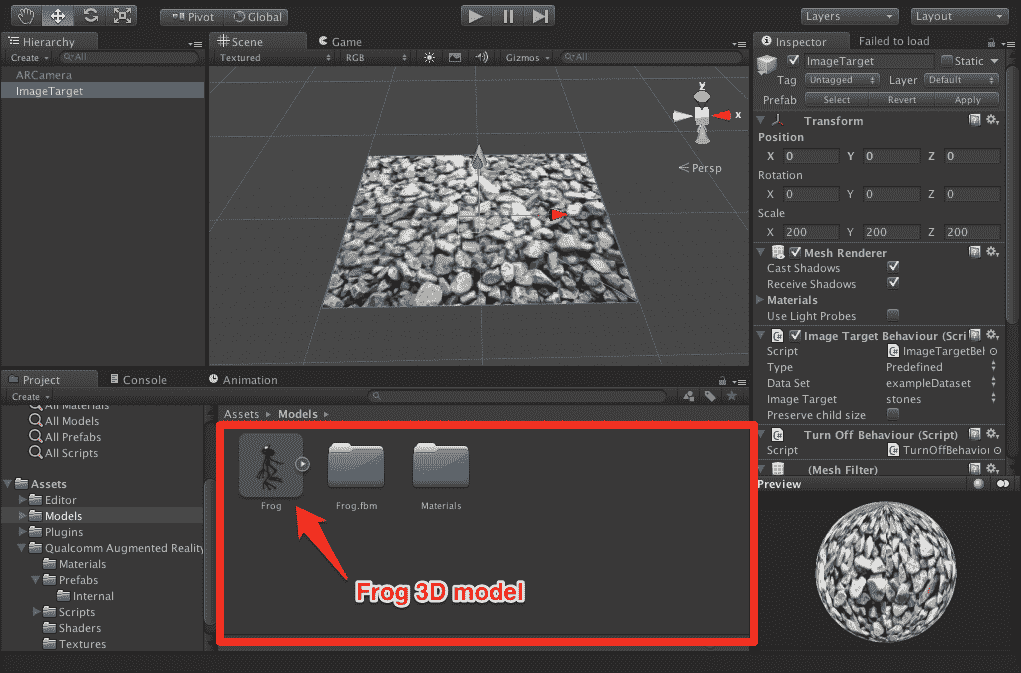 Pivot Global Layers Layout
Hierarchy
Create All
ARCamera
ImageTarget
Scene Game
Textured RGB Gizmos All
y
x
Persp
Inspector Failed to load
ImageTarget Static
Tag Untagged Layer Default
Prefab Select Revert Apply
Transform
Position
X 0 Y 0 Z 0
Rotation
X 0 Y 0 Z 0
Scale
X 200 Y 200 Z 200
Mesh Renderer
Cast Shadows
Receive Shadows
Materials
Use Light Probes
Image Target Behaviour (Scri
Script ImageTargetBel
Type Predefined
Data Set exampleDataset
Image Target stones
Preserve child size
Turn Off Behaviour (Script)
Script TurnOffBehaviou
(Mesh Filter)
Preview
Project Console Animation
Create
All Materials
All Models
All Prefabs
All Scripts
Assets
Editor
Models
Plugins
Qualcomm Augmented Reality
Materials
Prefabs
Internal
Scripts
Shaders
Textures
Assets Models
Frog Frog.fbm Materials
Frog 3D model